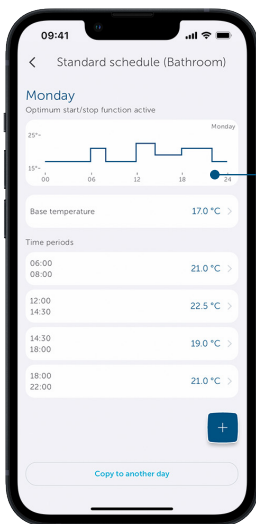 09:41
Standard schedule (Bathroom)
Monday
Optimum start/stop function active
Monday
25°-
15°-
00 06 12 18 24
Base temperature 17.0 °C
Time periods
06:00
08:00
21.0 °C
12:00
14:30
22.5 °C
14:30
18:00
19.0 °C
18:00
22:00
21.0 °C
+
Copy to another day